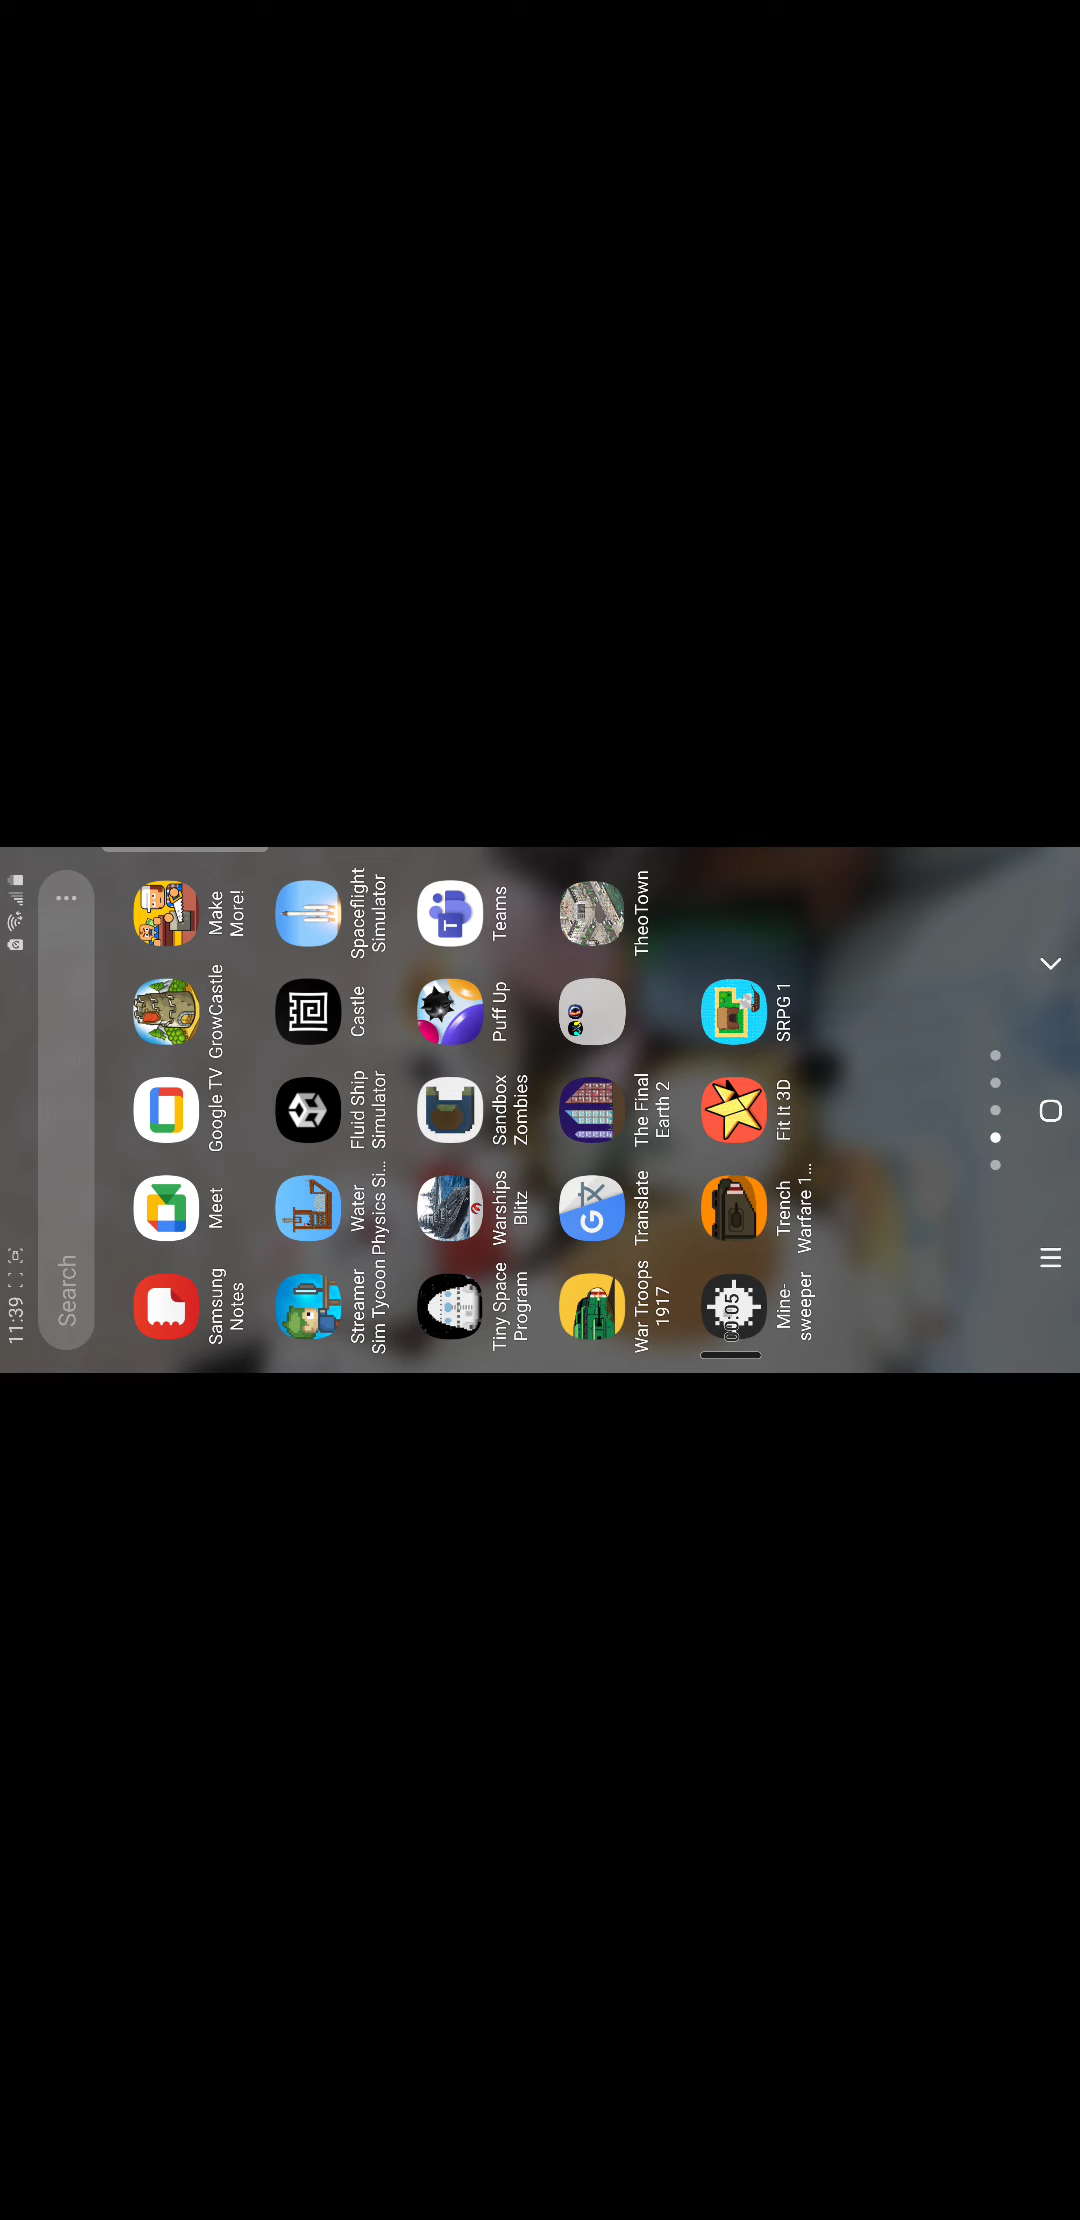 11:39
Search
Samsung
Notes
Meet
Google TV
GrowCastle
Make
More!
Streamer
Sim Tycoon
Water
Physics Si...
Fluid Ship
Simulator
Castle
Spaceflight
Simulator
Tiny Space
Program
Warships
Blitz
Sandbox
Zombies
Puff Up
T
Teams
War Troops
1917
G
Translate
The Final
Earth 2
TheoTown
00:05
Mine-
sweeper
Trench
Warfare 1...
Fit It 3D
SRPG 1